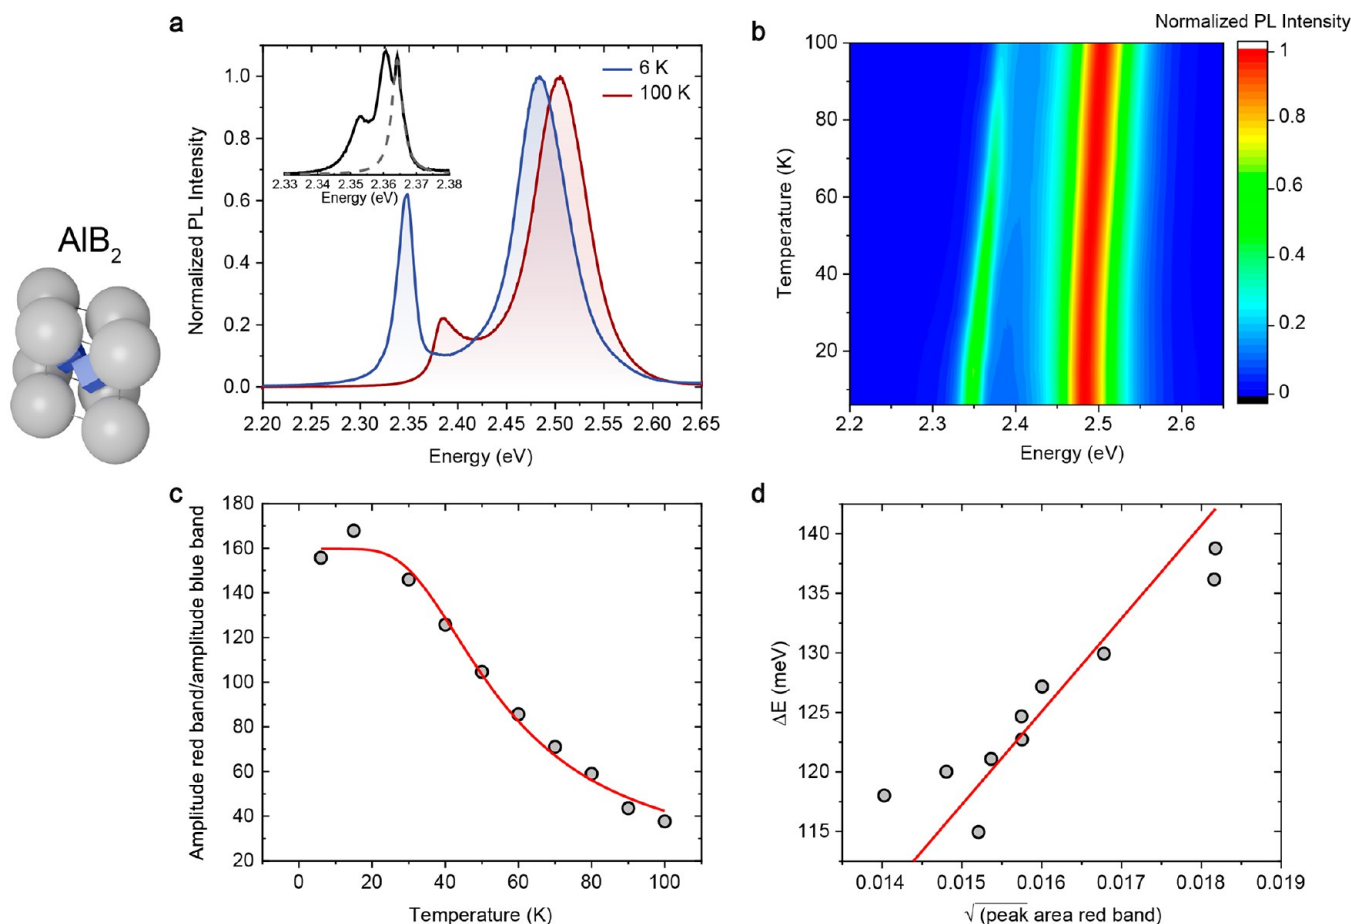 AlB₂
a
1.0
0.8
0.6
0.4
0.2
0.0
Normalized PL Intensity
6 K
100 K
2.33 2.34 2.35 2.36 2.37 2.38
Energy (eV)
2.20 2.25 2.30 2.35 2.40 2.45 2.50 2.55 2.60 2.65
Energy (eV)
b
Normalized PL Intensity
100
80
60
40
20
Temperature (K)
2.2 2.3 2.4 2.5 2.6
Energy (eV)
1
0.8
0.6
0.4
0.2
0
c
180
160
140
120
100
80
60
40
20
Amplitude red band/amplitude blue band
0 20 40 60 80 100
Temperature (K)
d
140
135
130
125
120
115
ΔE (meV)
0.014 0.015 0.016 0.017 0.018 0.019
√(peak area red band)